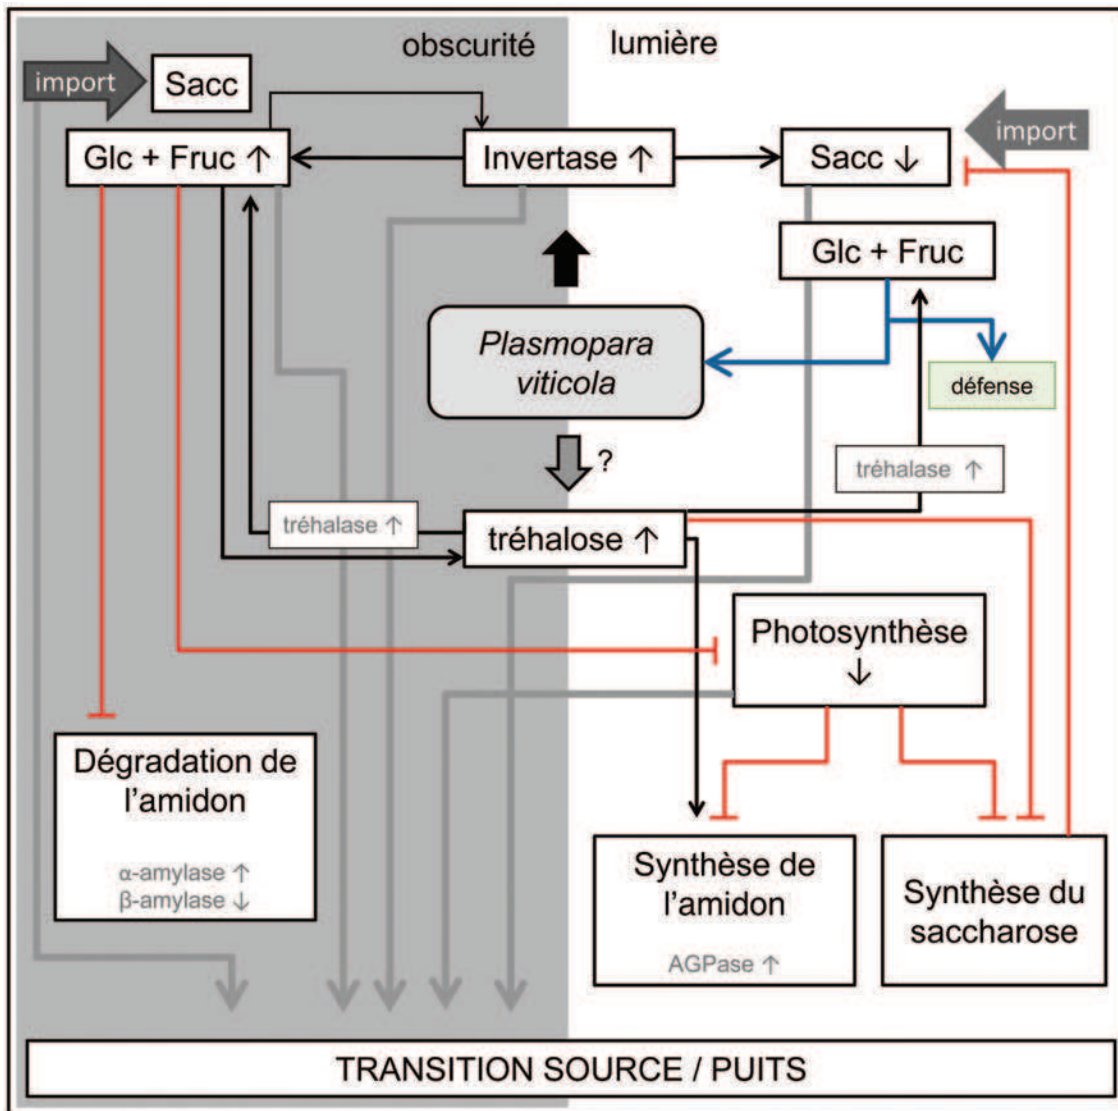 obscurité
lumière
import
Sacc
Glc + Fruc ↑
Invertase ↑
Sacc ↓
import
Glc + Fruc
Plasmopara
viticola
défense
?
tréhalase ↑
tréhalase ↑
tréhalose ↑
Photosynthèse
↓
Dégradation de
l'amidon
α-amylase ↑
β-amylase ↓
Synthèse de
l'amidon
AGPase ↑
Synthèse du
saccharose
TRANSITION SOURCE / PUITS